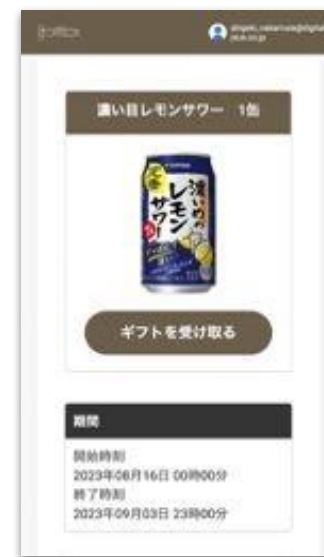 濃い目レモンサワー 1缶
濃いめの
レモン
サワー
ギフトを受け取る
期間
開始時刻
2023年08月16日 00時00分
終了時刻
2023年09月03日 23時00分